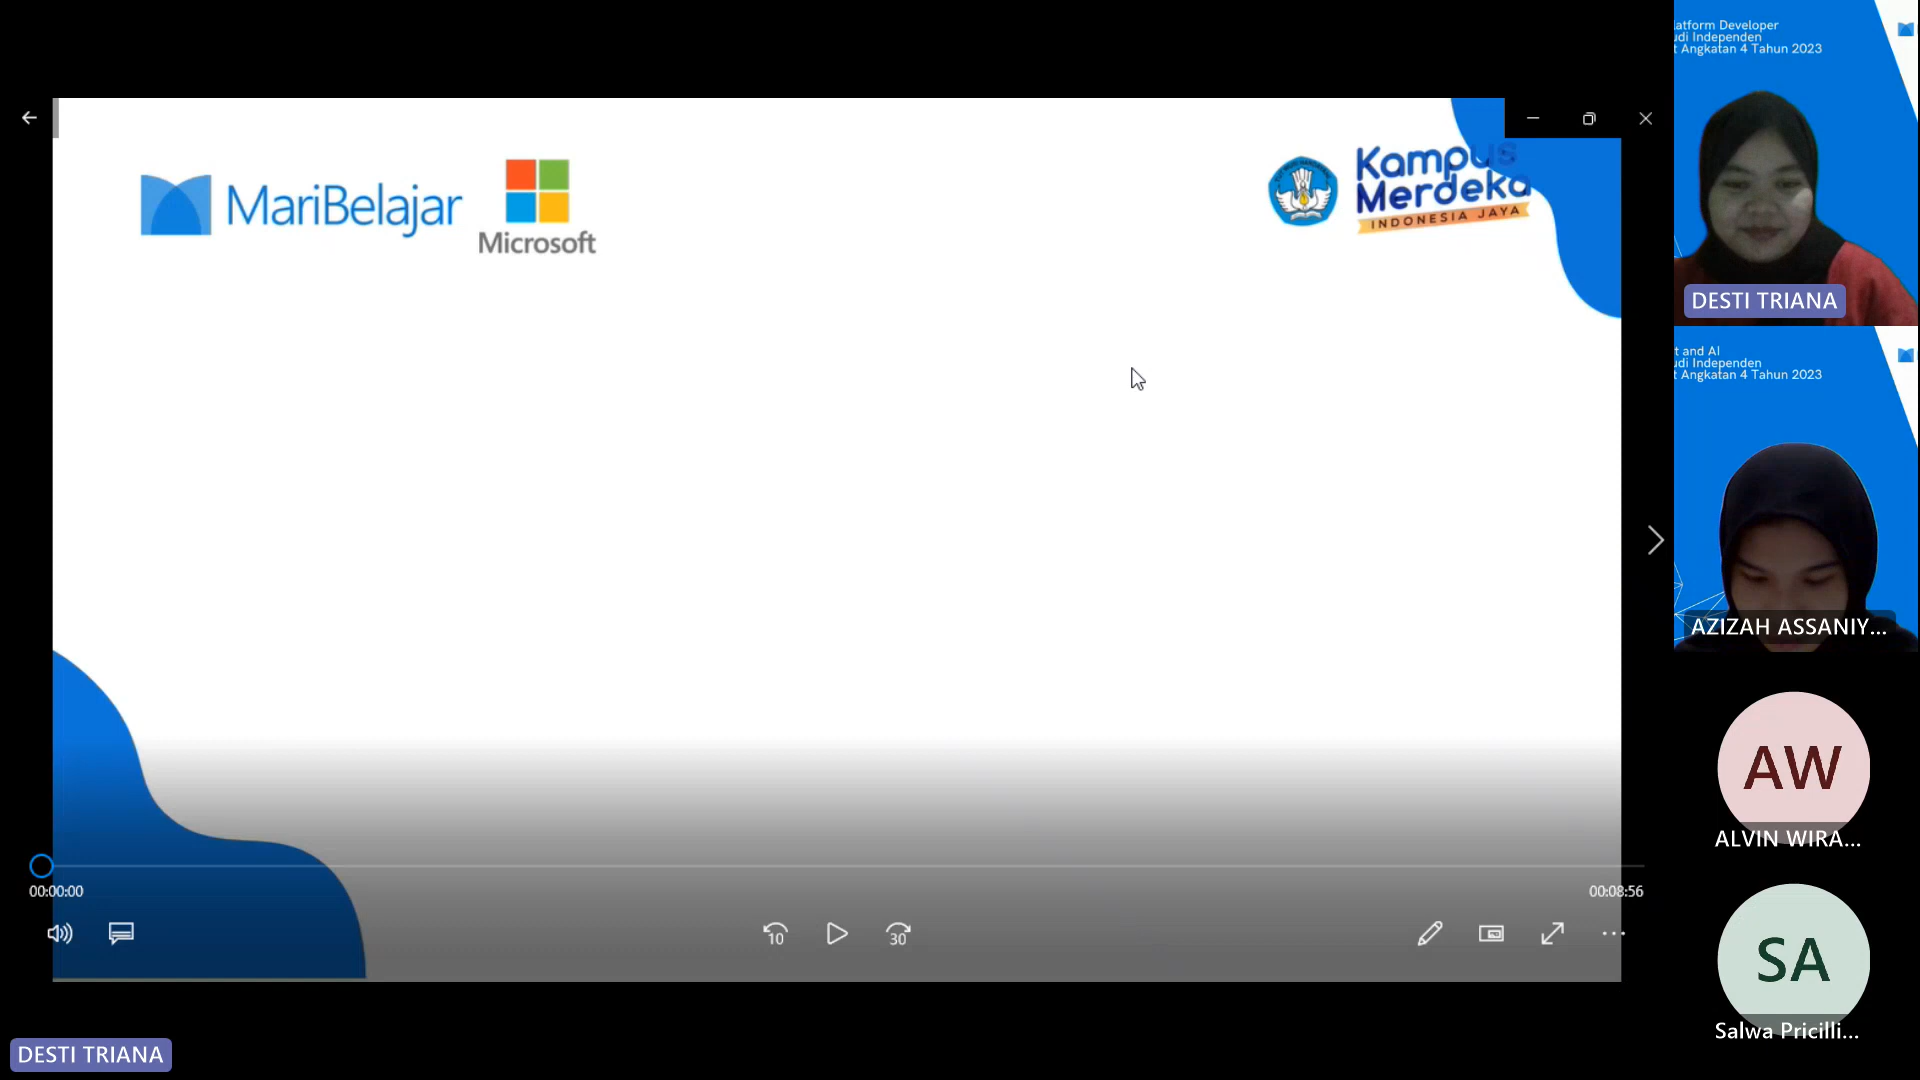 MariBelajar
Microsoft
Kampus
Merdeka
INDONESIA JAYA
00:00:00
00:08:56
10
30
DESTI TRIANA
atform Developer
udi Independen
t Angkatan 4 Tahun 2023
DESTI TRIANA
t and AI
udi Independen
t Angkatan 4 Tahun 2023
AZIZAH ASSANIY...
AW
ALVIN WIRA...
SA
Salwa Pricilli...